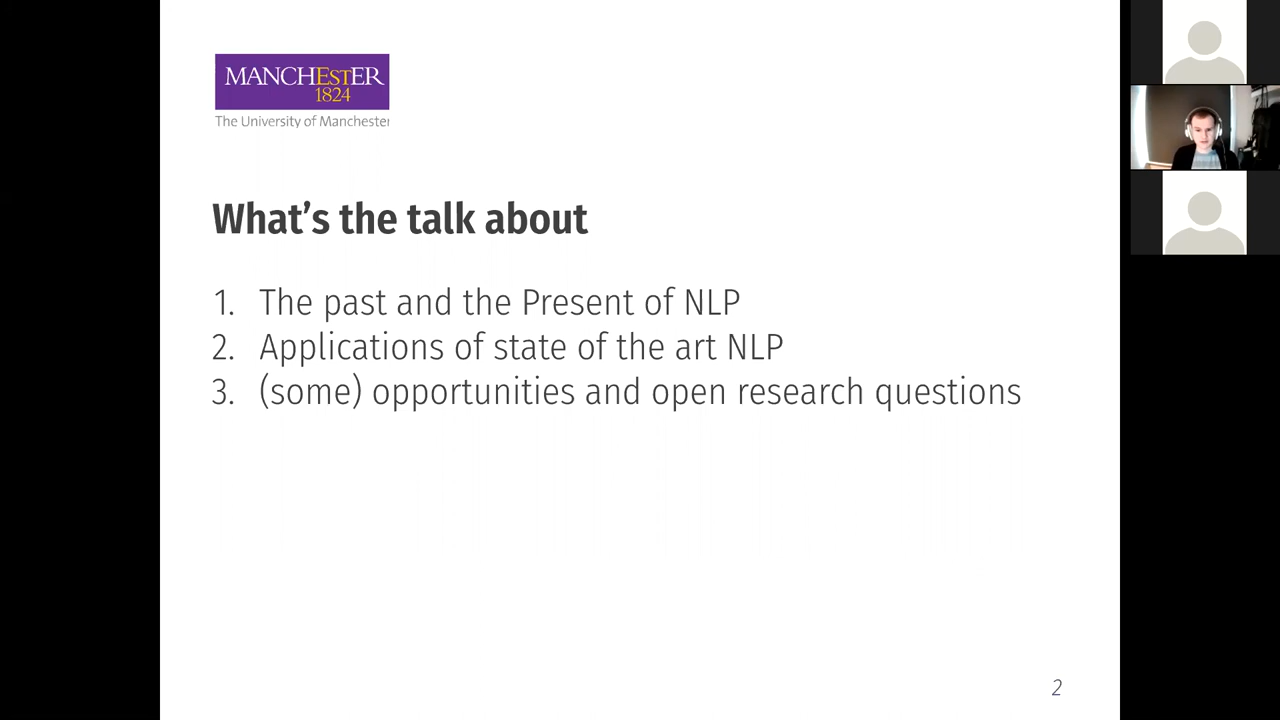 MANCHESTER
1824
The University of Manchester
What's the talk about
1. The past and the Present of NLP
2. Applications of state of the art NLP
3. (some) opportunities and open research questions
2